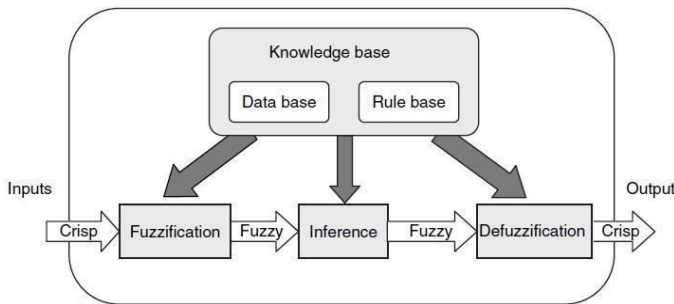 Knowledge base
Data base
Rule base
Inputs
Output
Crisp
Fuzzification
Fuzzy
Inference
Fuzzy
Defuzzification
Crisp